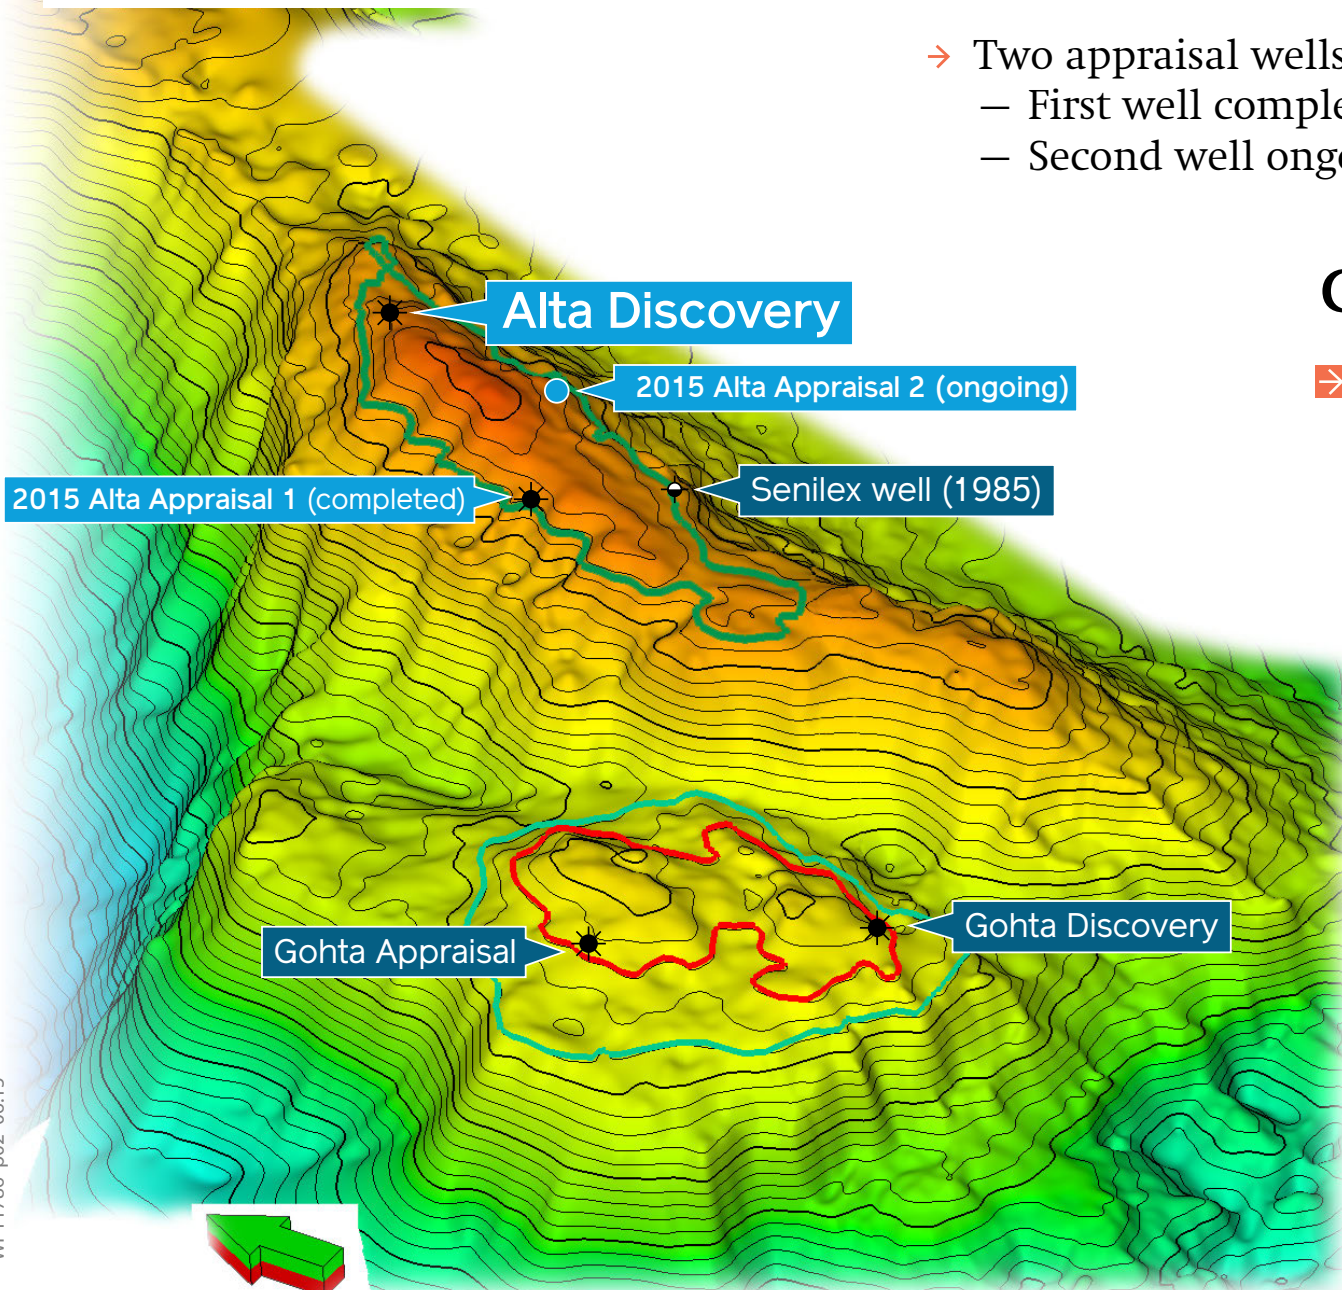 → Two appraisal wells
– First well comple
– Second well ongo
Alta Discovery
2015 Alta Appraisal 2 (ongoing)
Senilex well (1985)
2015 Alta Appraisal 1 (completed)
Gohta Discovery
Gohta Appraisal